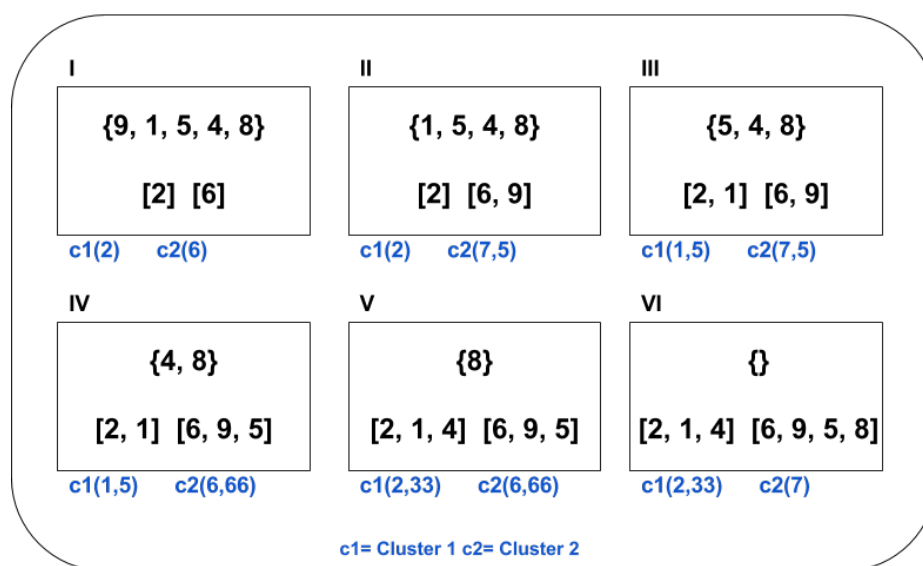 I
II
III
{9, 1, 5, 4, 8}
{1, 5, 4, 8}
{5, 4, 8}
[2] [6]
[2] [6, 9]
[2, 1] [6, 9]
c1(2) c2(6)
c1(2) c2(7,5)
c1(1,5) c2(7,5)
IV
V
VI
{4, 8}
{8}
{}
[2, 1] [6, 9, 5]
[2, 1, 4] [6, 9, 5]
[2, 1, 4] [6, 9, 5, 8]
c1(1,5) c2(6,66)
c1(2,33) c2(6,66)
c1(2,33) c2(7)
c1= Cluster 1 c2= Cluster 2